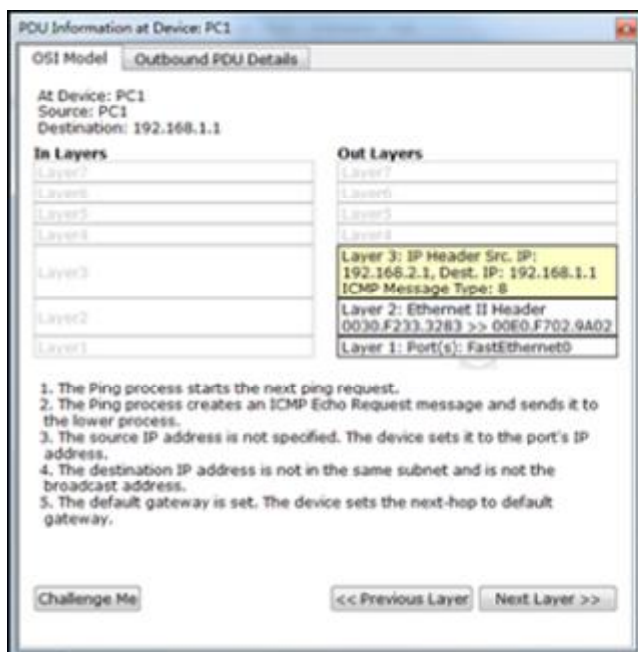 PDU Information at Device: PC1
OSI Model
Outbound PDU Details
At Device: PC1
Source: PC1
Destination: 192.168.1.1
In Layers
Layer7
Layer6
Layer5
Layer4
Layer3
Layer2
Layer1
Out Layers
Layer7
Layer6
Layer5
Layer4
Layer 3: IP Header Src. IP:
192.168.2.1, Dest. IP: 192.168.1.1
ICMP Message Type: 8
Layer 2: Ethernet II Header
0030.F233.3283 >> 00E0.F702.9A02
Layer 1: Port(s): FastEthernet0
1. The Ping process starts the next ping request.
2. The Ping process creates an ICMP Echo Request message and sends it to
the lower process.
3. The source IP address is not specified. The device sets it to the port's IP
address.
4. The destination IP address is not in the same subnet and is not the
broadcast address.
5. The default gateway is set. The device sets the next-hop to default
gateway.
Challenge Me
<< Previous Layer
Next Layer >>